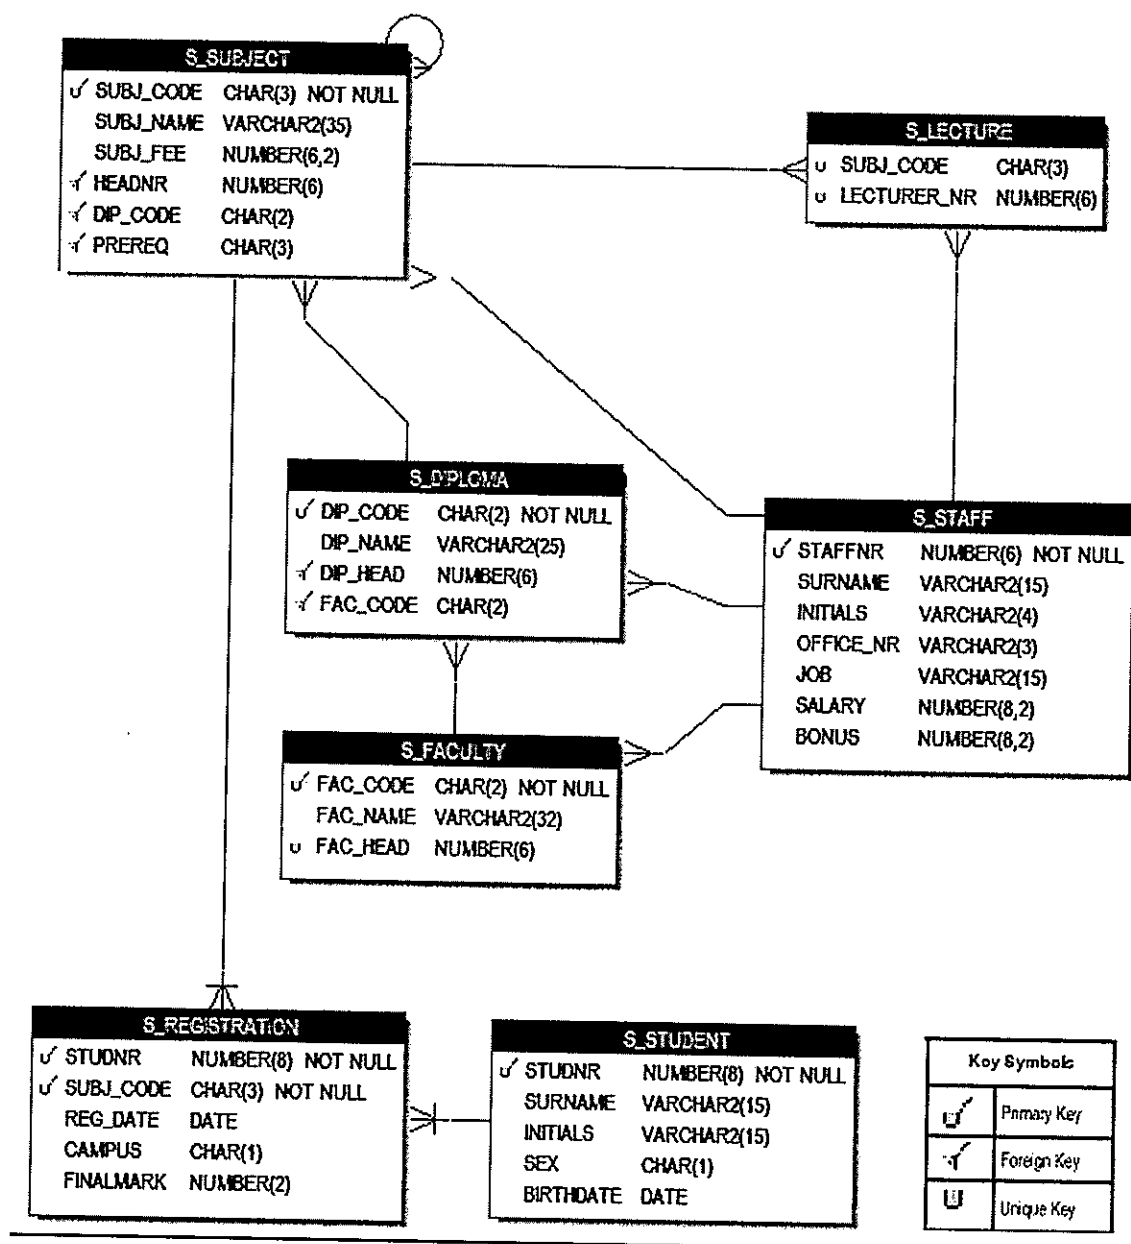 S_SUBJECT
SUBJ_CODE CHAR(3) NOT NULL
SUBJ_NAME VARCHAR2(35)
SUBJ_FEE NUMBER(6,2)
HEADNR NUMBER(6)
DIP_CODE CHAR(2)
PREREQ CHAR(3)
S_LECTURE
SUBJ_CODE CHAR(3)
LECTURER_NR NUMBER(6)
S_DIPLOMA
DIP_CODE CHAR(2) NOT NULL
DIP_NAME VARCHAR2(25)
DIP_HEAD NUMBER(6)
FAC_CODE CHAR(2)
S_STAFF
STAFFNR NUMBER(6) NOT NULL
SURNAME VARCHAR2(15)
INITIALS VARCHAR2(4)
OFFICE_NR VARCHAR2(3)
JOB VARCHAR2(15)
SALARY NUMBER(8,2)
BONUS NUMBER(8,2)
S_FACULTY
FAC_CODE CHAR(2) NOT NULL
FAC_NAME VARCHAR2(32)
FAC_HEAD NUMBER(6)
S_REGISTRATION
STUDNR NUMBER(8) NOT NULL
SUBJ_CODE CHAR(3) NOT NULL
REG_DATE DATE
CAMPUS CHAR(1)
FINALMARK NUMBER(2)
S_STUDENT
STUDNR NUMBER(8) NOT NULL
SURNAME VARCHAR2(15)
INITIALS VARCHAR2(15)
SEX CHAR(1)
BIRTHDATE DATE
Key Symbols
Primary Key
Foreign Key
Unique Key